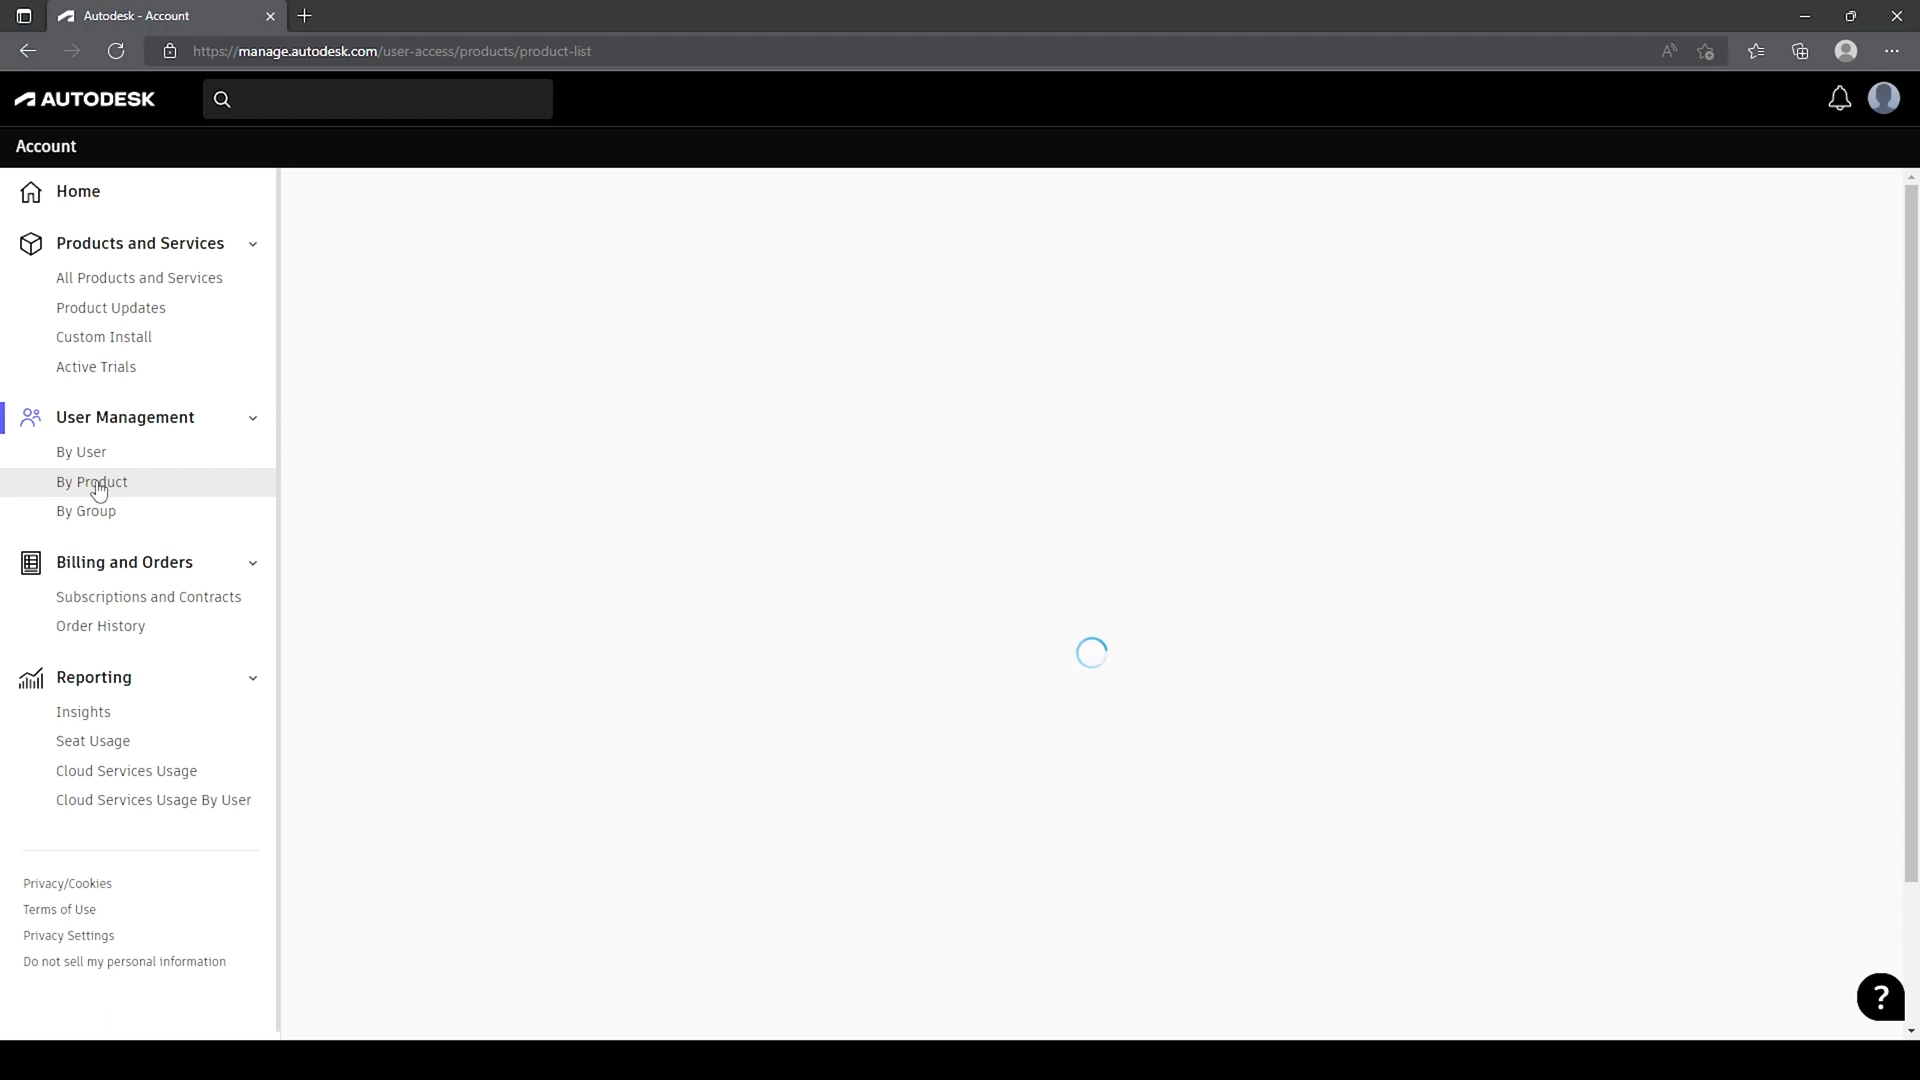 Autodesk - Account
https://manage.autodesk.com/user-access/products/product-list
AUTODESK
Account
Home
Products and Services
All Products and Services
Product Updates
Custom Install
Active Trials
User Management
By User
By Product
By Group
Billing and Orders
Subscriptions and Contracts
Order History
Reporting
Insights
Seat Usage
Cloud Services Usage
Cloud Services Usage By User
Privacy/Cookies
Terms of Use
Privacy Settings
Do not sell my personal information
?